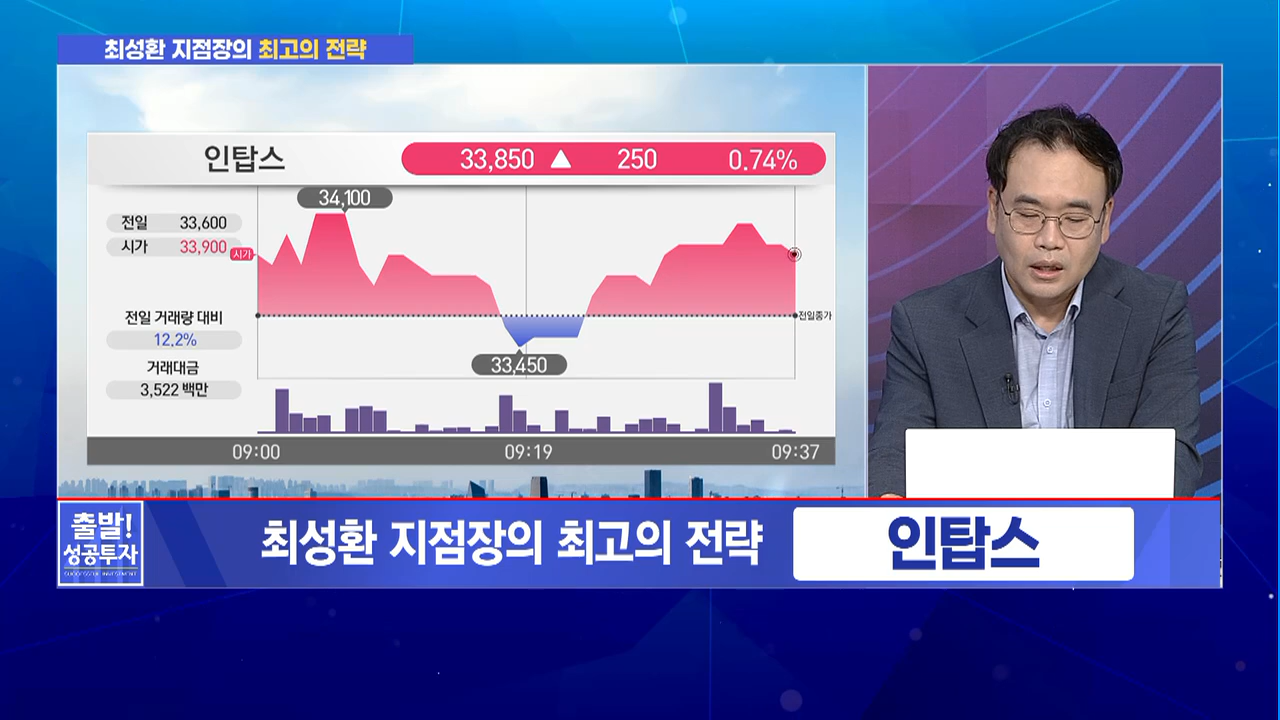 최성환 지점장의 최고의 전략
인탑스 33,850 ▲ 250 0.74%
34,100
전일 33,600
시가 33,900
시가
전일종가
전일 거래량 대비
12.2%
33,450
거래대금
3,522 백만
09:00 09:19 09:37
출발!
성공투자
SUCCESSFUL INVESTMENT
최성환 지점장의 최고의 전략 인탑스